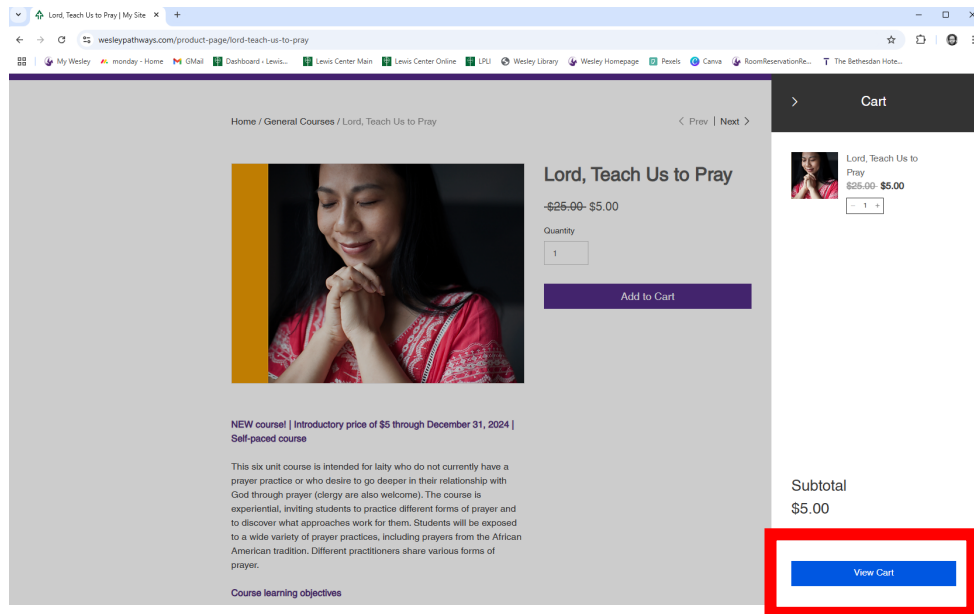 Lord, Teach Us to Pray | My Site
wesleypathways.com/product-page/lord-teach-us-to-pray
My Wesley monday - Home GMail Dashboard ‹ Lewis... Lewis Center Main Lewis Center Online LPLI Wesley Library Wesley Homepage Pexels Canva RoomReservationRe... The Bethesdan Hote...
Home / General Courses / Lord, Teach Us to Pray
< Prev | Next >
Lord, Teach Us to Pray
$25.00 $5.00
Quantity
1
Add to Cart
NEW course! | Introductory price of $5 through December 31, 2024 |
Self-paced course
This six unit course is intended for laity who do not currently have a
prayer practice or who desire to go deeper in their relationship with
God through prayer (clergy are also welcome). The course is
experiential, inviting students to practice different forms of prayer and
to discover what approaches work for them. Students will be exposed
to a wide variety of prayer practices, including prayers from the African
American tradition. Different practitioners share various forms of
prayer.
Course learning objectives
> Cart
Lord, Teach Us to
Pray
$25.00 $5.00
− 1 +
Subtotal
$5.00
View Cart